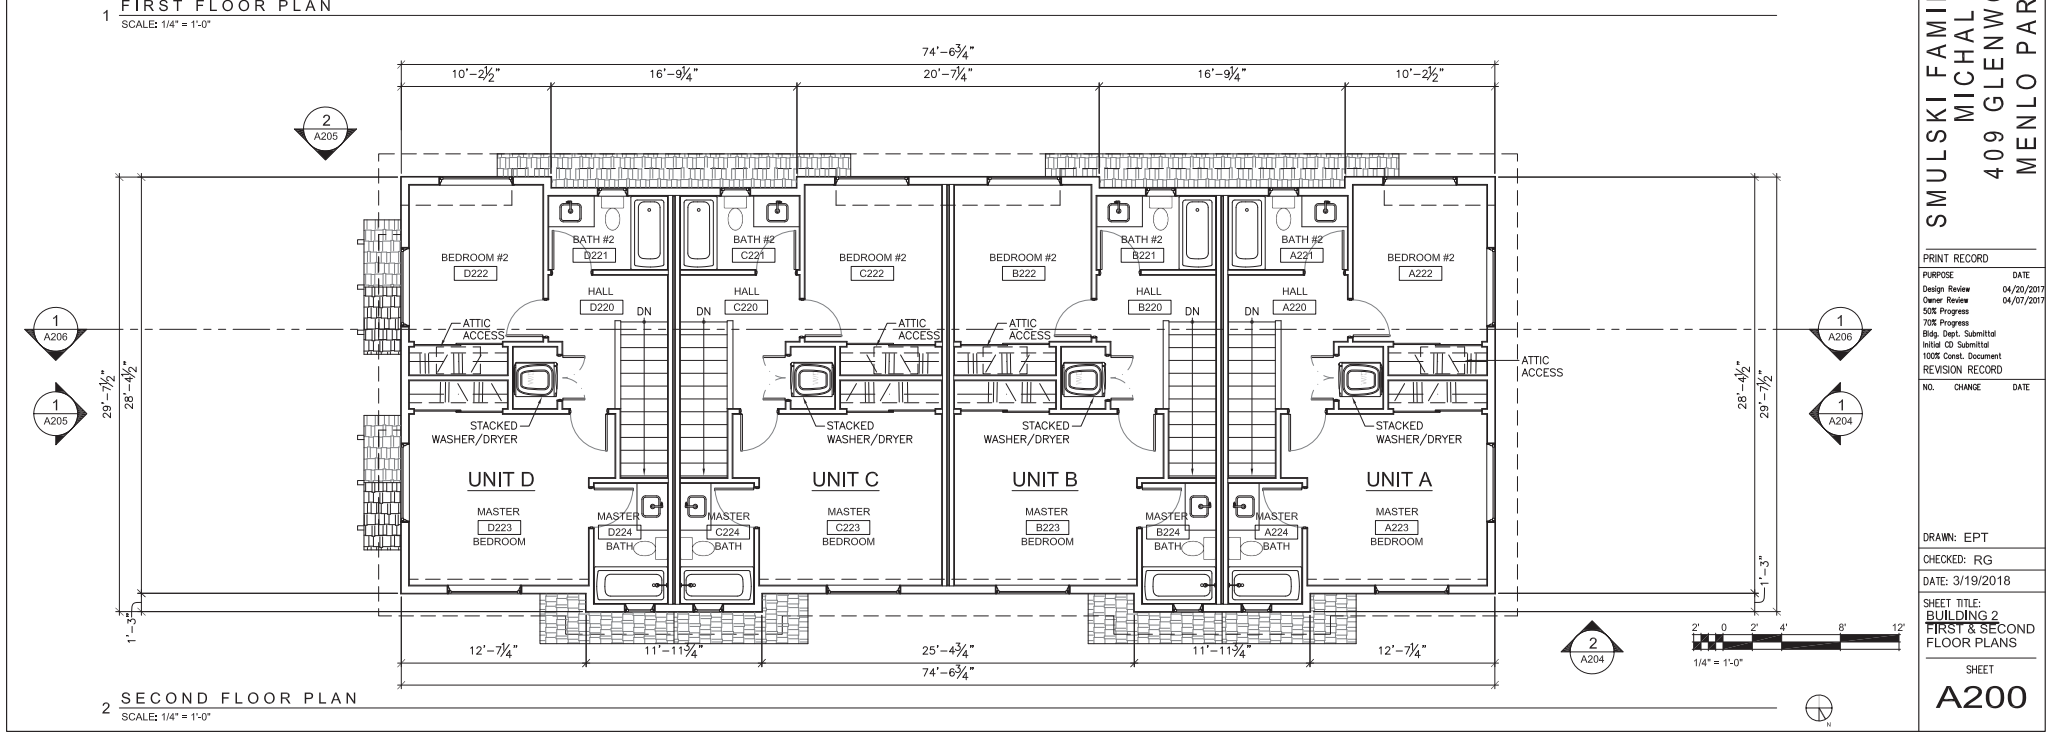 1 FIRST FLOOR PLAN
SCALE: 1/4" = 1'-0"
74'-6¾"
10'-2½" 16'-9¼" 20'-7¼" 16'-9¼" 10'-2½"
2
A205
BATH #2 BATH #2 BATH #2 BATH #2
D221 C221 B221 A221
BEDROOM #2 BEDROOM #2 BEDROOM #2 BEDROOM #2
D222 C222 B222 A222
HALL HALL HALL HALL
D220 C220 B220 A220
DN DN DN DN
1
A206
ATTIC
ACCESS
ATTIC
ACCESS
ATTIC
ACCESS
ATTIC
ACCESS
1
A206
29'-7½"
28'-4½"
28'-4½"
29'-7½"
1
A205
1
A204
STACKED
WASHER/DRYER
STACKED
WASHER/DRYER
STACKED
WASHER/DRYER
STACKED
WASHER/DRYER
UNIT D UNIT C UNIT B UNIT A
MASTER
D223
BEDROOM
MASTER
D224
BATH
MASTER
C224
BATH
MASTER
C223
BEDROOM
MASTER
B223
BEDROOM
MASTER
B224
BATH
MASTER
A224
BATH
MASTER
A223
BEDROOM
1'-3"
1'-3"
12'-7¼" 11'-11¾" 25'-4¾" 11'-11¾" 12'-7¼"
74'-6¾"
2
A204
2' 0 2' 4' 8' 12'
1/4" = 1'-0"
2 SECOND FLOOR PLAN
SCALE: 1/4" = 1'-0"
N
SMULSKI FAMI
MICHAL
409 GLENW
MENLO PAR
PRINT RECORD
PURPOSE DATE
Design Review 04/20/2017
Owner Review 04/07/2017
50% Progress
70% Progress
Bldg. Dept. Submittal
Initial CD Submittal
100% Const. Document
REVISION RECORD
NO. CHANGE DATE
DRAWN: EPT
CHECKED: RG
DATE: 3/19/2018
SHEET TITLE:
BUILDING 2
FIRST & SECOND
FLOOR PLANS
SHEET
A200